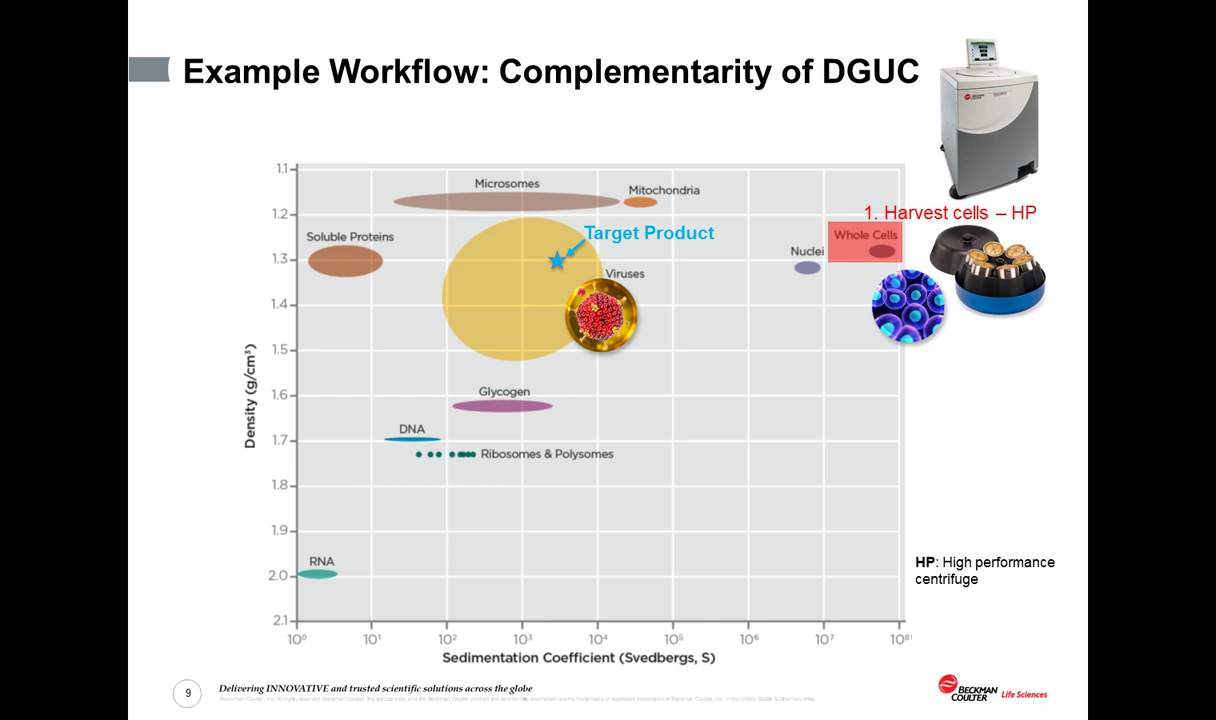 Example Workflow: Complementarity of DGUC
1. Harvest cells – HP
Microsomes
Mitochondria
Soluble Proteins
Target Product
Whole Cells
Nuclei
Viruses
Glycogen
DNA
Ribosomes & Polysomes
RNA
Density (g/cm³)
1.1
1.2
1.3
1.4
1.5
1.6
1.7
1.8
1.9
2.0
2.1
10⁰ 10¹ 10² 10³ 10⁴ 10⁵ 10⁶ 10⁷ 10⁸
Sedimentation Coefficient (Svedbergs, S)
HP: High performance
centrifuge
9
Delivering INNOVATIVE and trusted scientific solutions across the globe
BECKMAN
COULTER Life Sciences